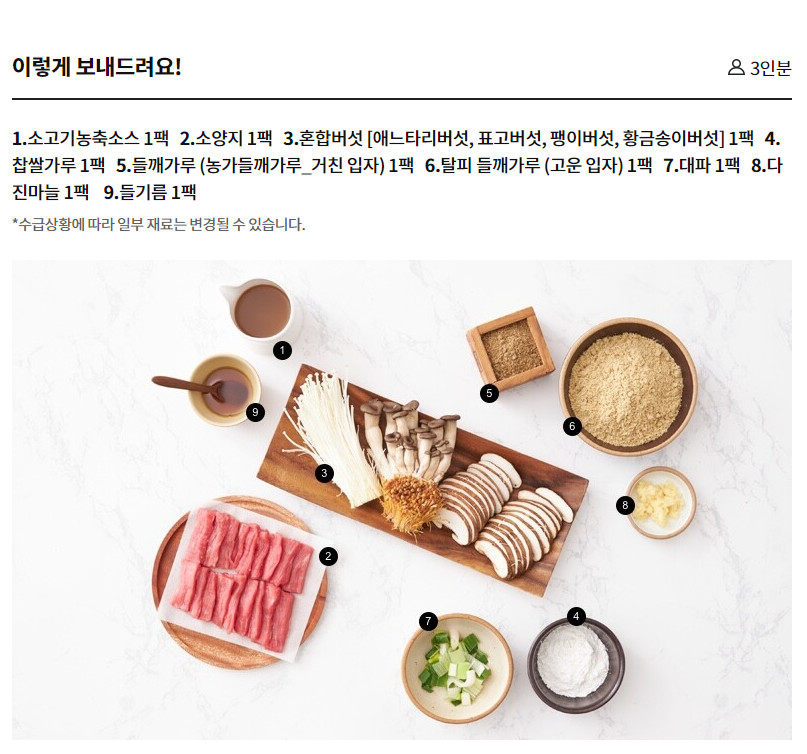 이렇게 보내드려요!
3인분
1.소고기농축소스 1팩 2.소양지 1팩 3.혼합버섯 [애느타리버섯, 표고버섯, 팽이버섯, 황금송이버섯] 1팩 4.
찹쌀가루 1팩 5.들깨가루 (농가들깨가루_거친 입자) 1팩 6.탈피 들깨가루 (고운 입자) 1팩 7.대파 1팩 8.다
진마늘 1팩 9.들기름 1팩
*수급상황에 따라 일부 재료는 변경될 수 있습니다.
1
5
9
6
3
8
2
7
4